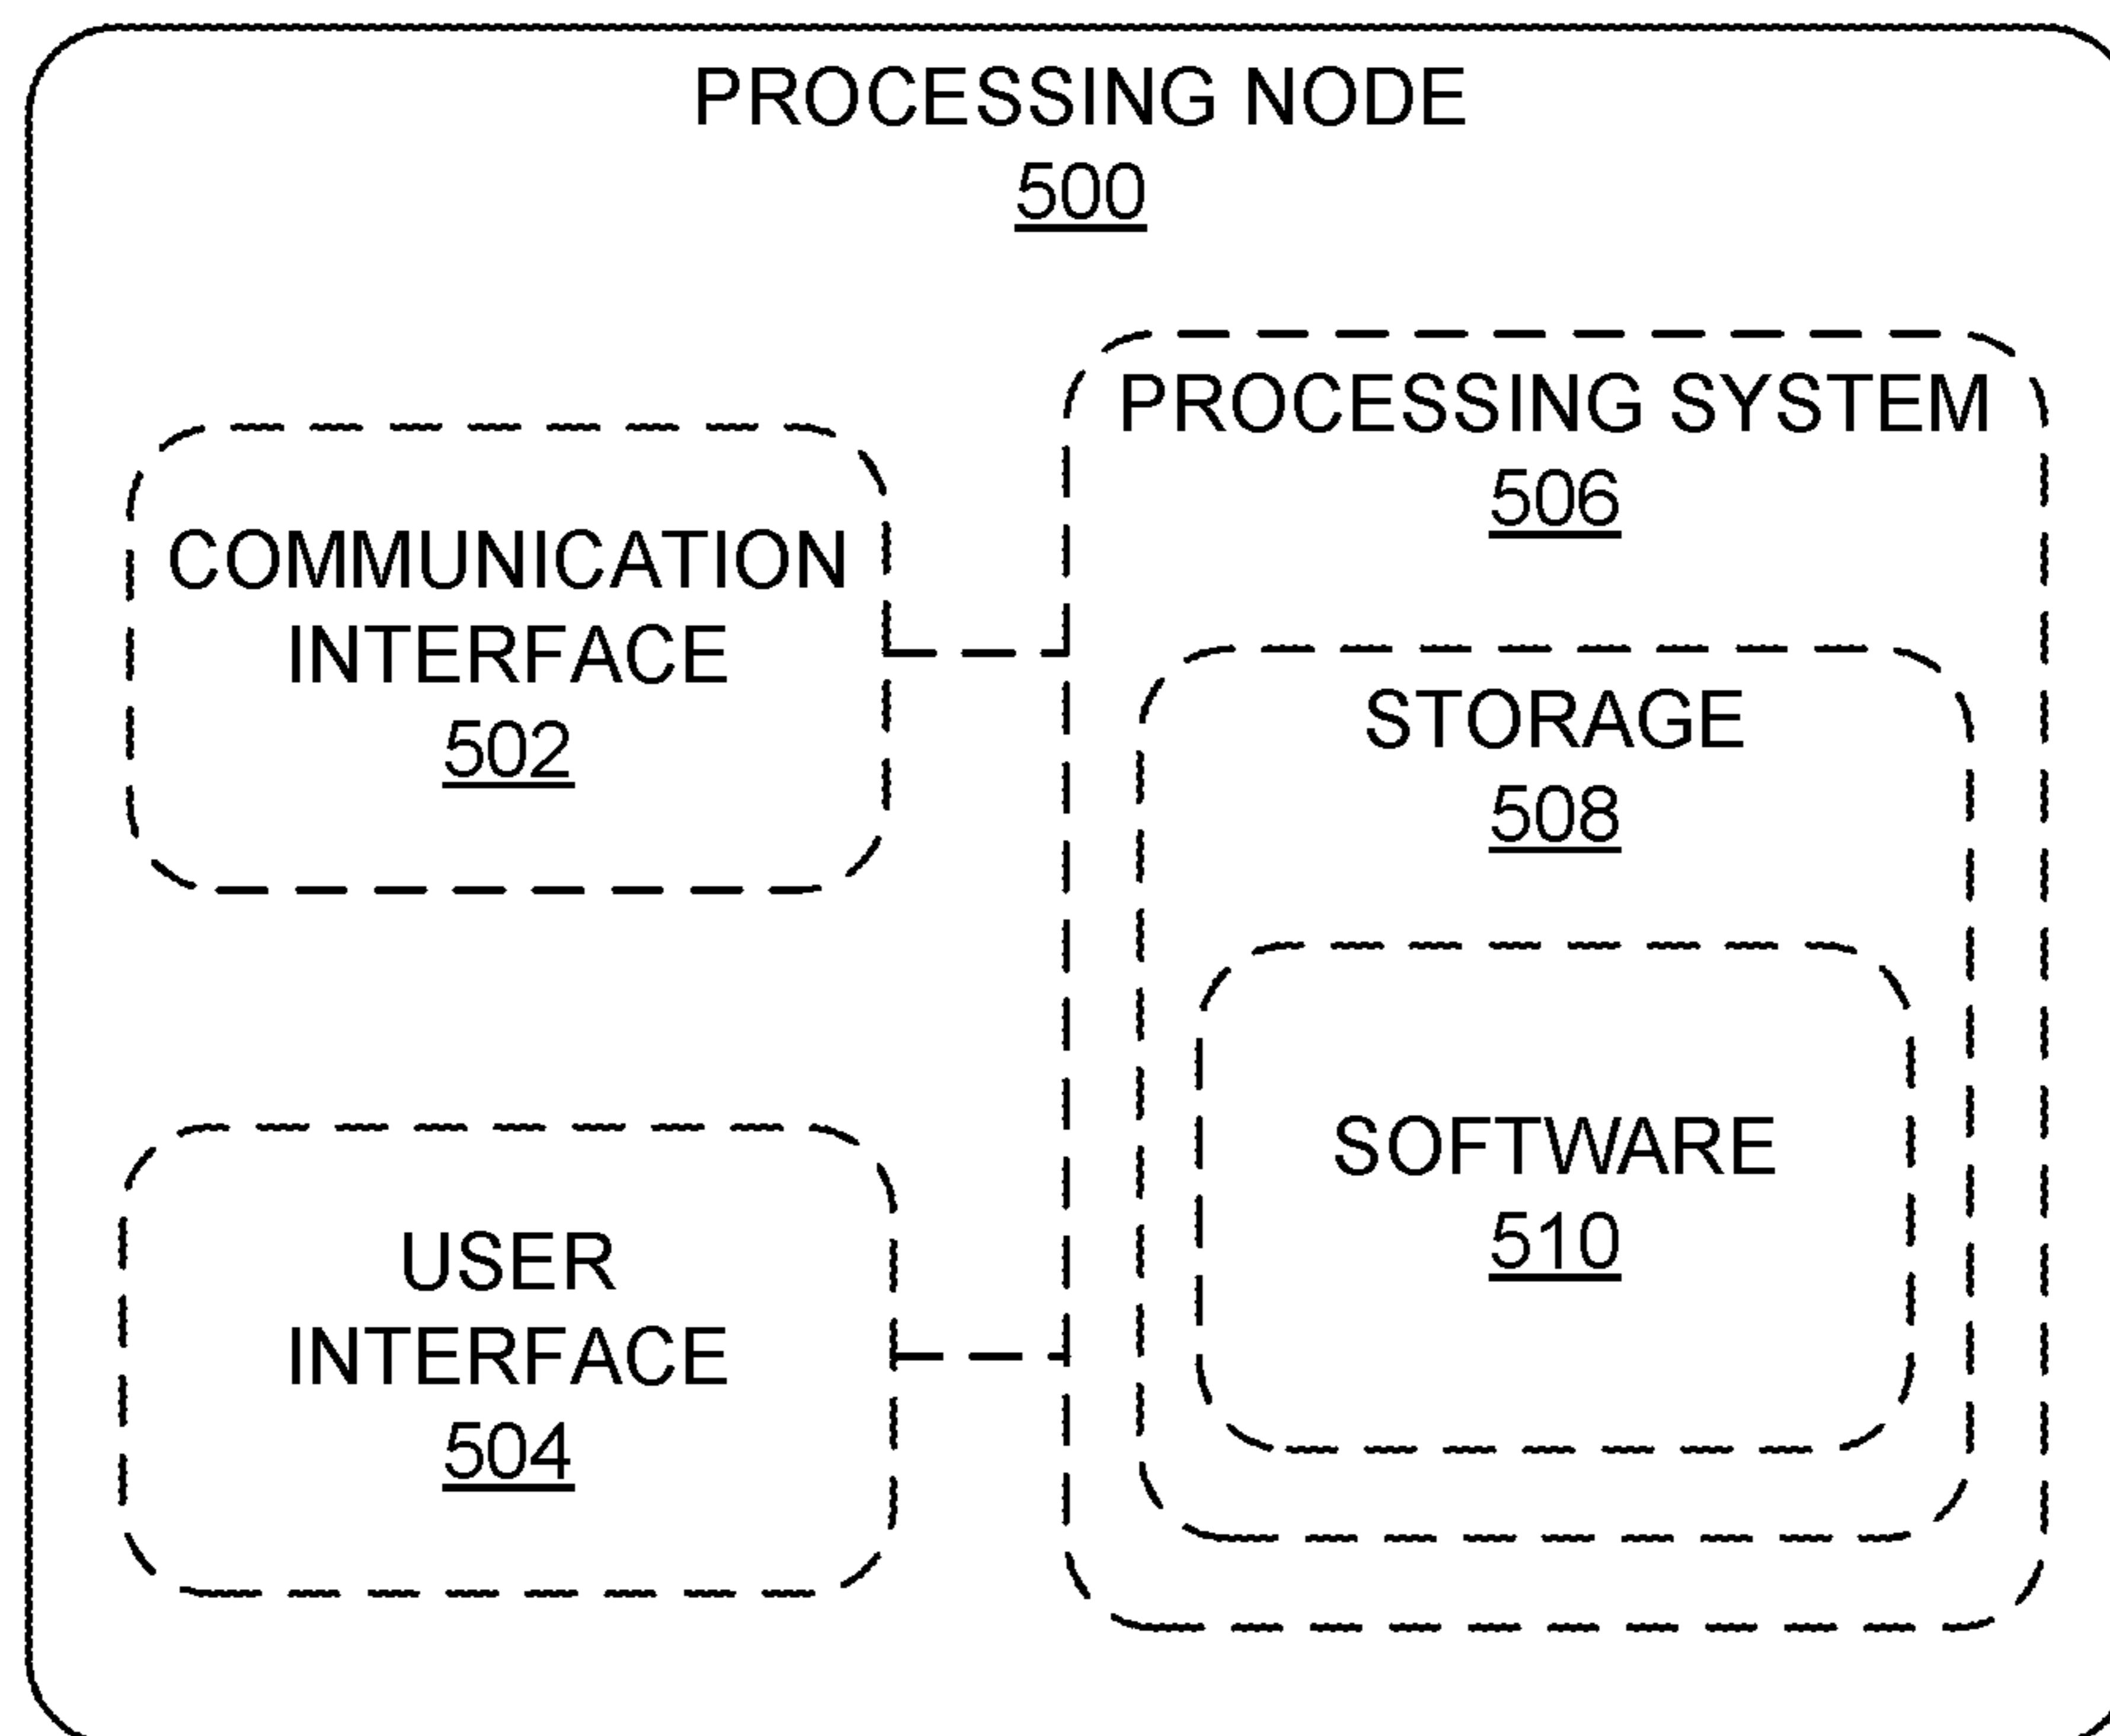 PROCESSING NODE
500
COMMUNICATION
INTERFACE
502
USER
INTERFACE
504
PROCESSING SYSTEM
506
STORAGE
508
SOFTWARE
510